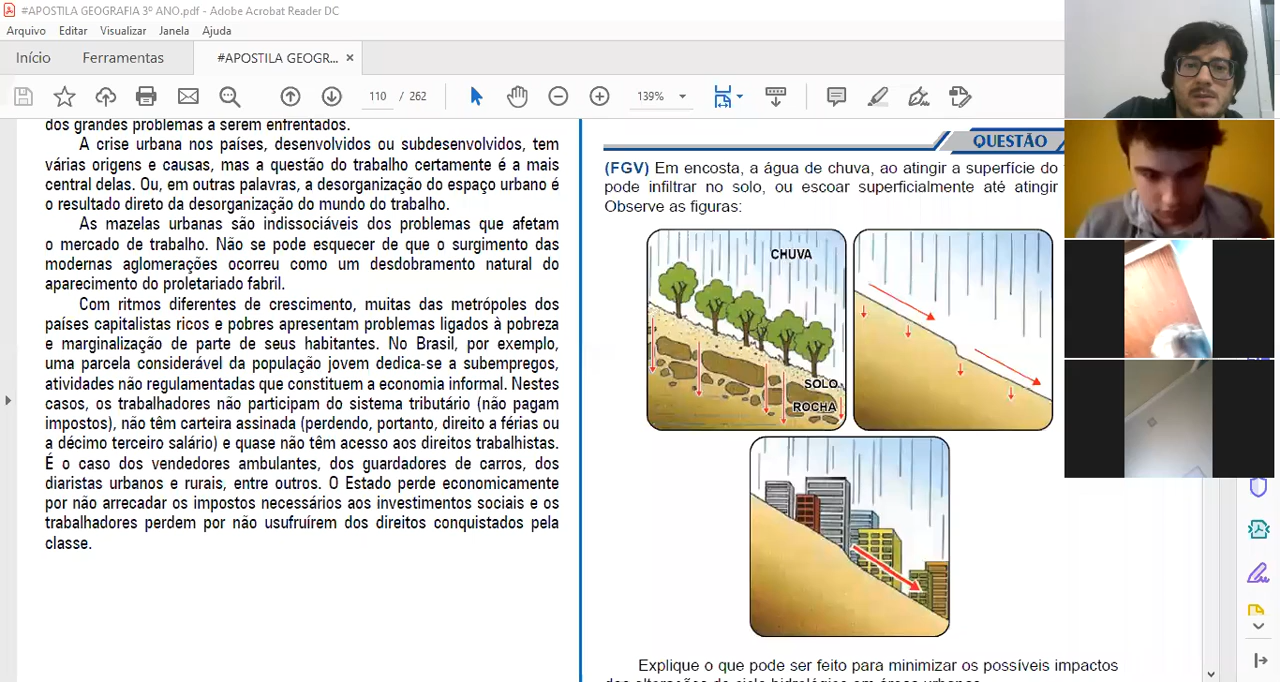 #APOSTILA GEOGRAFIA 3º ANO.pdf - Adobe Acrobat Reader DC
Arquivo Editar Visualizar Janela Ajuda
Início Ferramentas #APOSTILA GEOGR... ×
110 / 262 139%
dos grandes problemas a serem enfrentados.
A crise urbana nos países, desenvolvidos ou subdesenvolvidos, tem
várias origens e causas, mas a questão do trabalho certamente é a mais
central delas. Ou, em outras palavras, a desorganização do espaço urbano é
o resultado direto da desorganização do mundo do trabalho.
As mazelas urbanas são indissociáveis dos problemas que afetam
o mercado de trabalho. Não se pode esquecer de que o surgimento das
modernas aglomerações ocorreu como um desdobramento natural do
aparecimento do proletariado fabril.
Com ritmos diferentes de crescimento, muitas das metrópoles dos
países capitalistas ricos e pobres apresentam problemas ligados à pobreza
e marginalização de parte de seus habitantes. No Brasil, por exemplo,
uma parcela considerável da população jovem dedica-se a subempregos,
atividades não regulamentadas que constituem a economia informal. Nestes
casos, os trabalhadores não participam do sistema tributário (não pagam
impostos), não têm carteira assinada (perdendo, portanto, direito a férias ou
a décimo terceiro salário) e quase não têm acesso aos direitos trabalhistas.
É o caso dos vendedores ambulantes, dos guardadores de carros, dos
diaristas urbanos e rurais, entre outros. O Estado perde economicamente
por não arrecadar os impostos necessários aos investimentos sociais e os
trabalhadores perdem por não usufruírem dos direitos conquistados pela
classe.
QUESTÃO
(FGV) Em encosta, a água de chuva, ao atingir a superfície do
pode infiltrar no solo, ou escoar superficialmente até atingir
Observe as figuras:
CHUVA
SOLO
ROCHA
Explique o que pode ser feito para minimizar os possíveis impactos
das alterações do ciclo hidrológico em áreas urbanas.